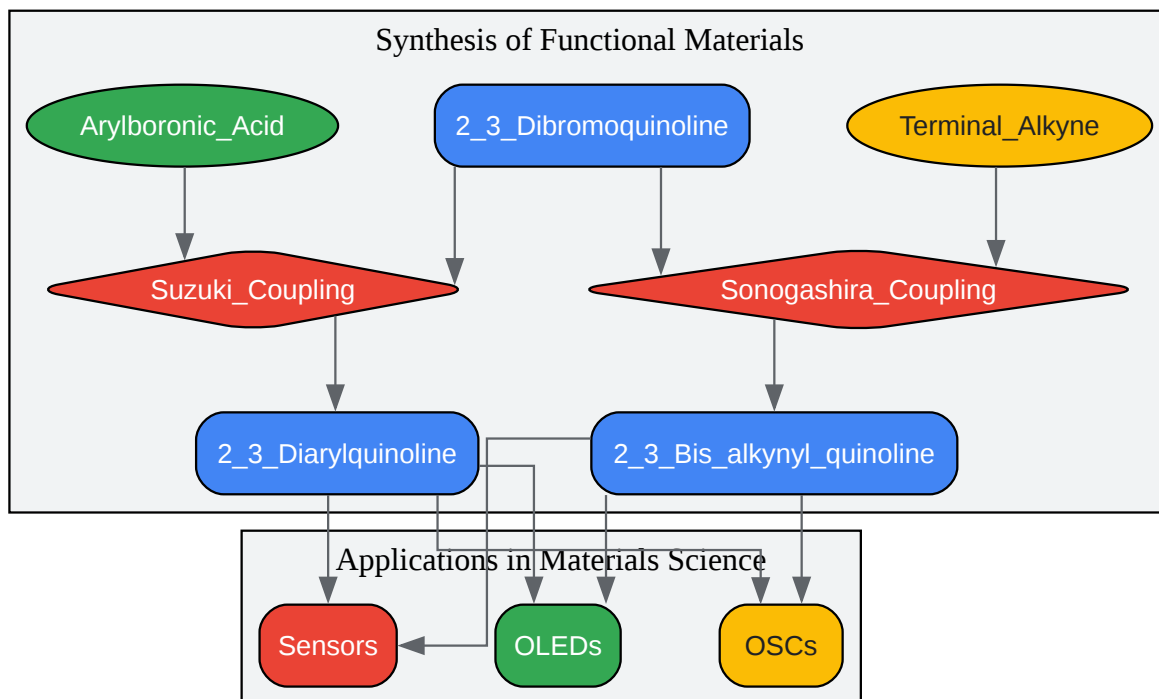 Synthesis of Functional Materials
Arylboronic_Acid
2_3_Dibromoquinoline
Terminal_Alkyne
Suzuki_Coupling
Sonogashira_Coupling
2_3_Diarylquinoline
2_3_Bis_alkynyl_quinoline
Applications in Materials Science
Sensors
OLEDs
OSCs